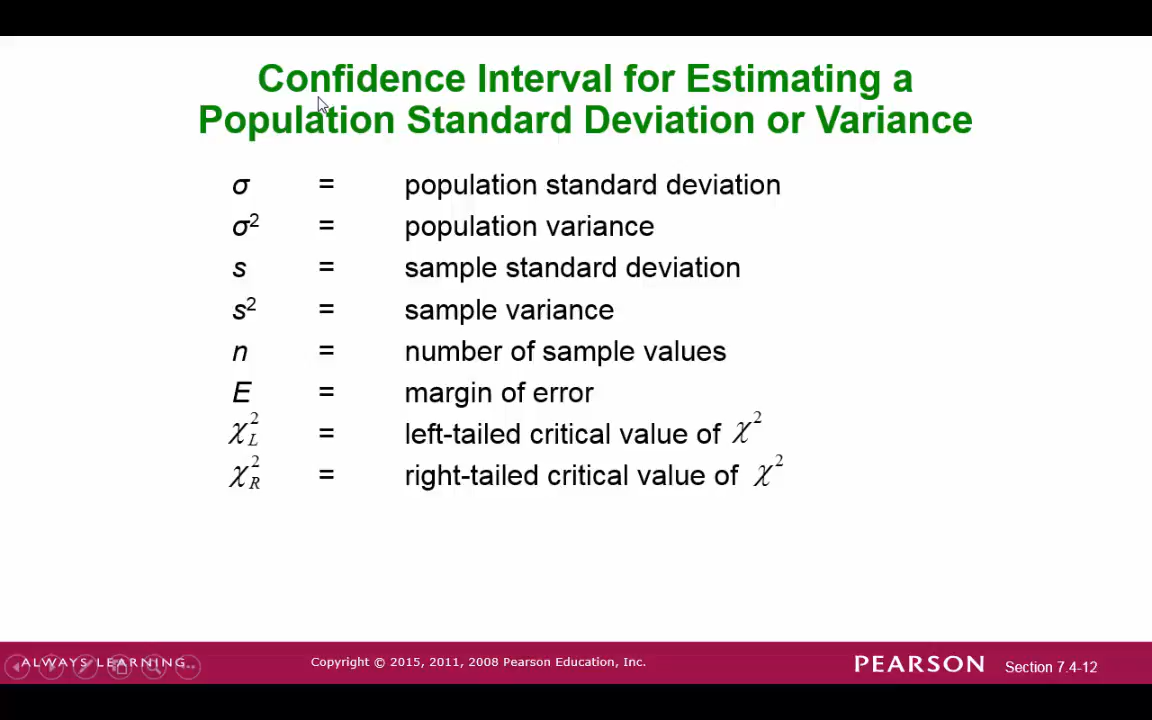 Confidence Interval for Estimating a
Population Standard Deviation or Variance
σ = population standard deviation
σ² = population variance
s = sample standard deviation
s² = sample variance
n = number of sample values
E = margin of error
χ²_L = left-tailed critical value of χ²
χ²_R = right-tailed critical value of χ²
ALWAYS LEARNING Copyright © 2015, 2011, 2008 Pearson Education, Inc. PEARSON Section 7.4-12